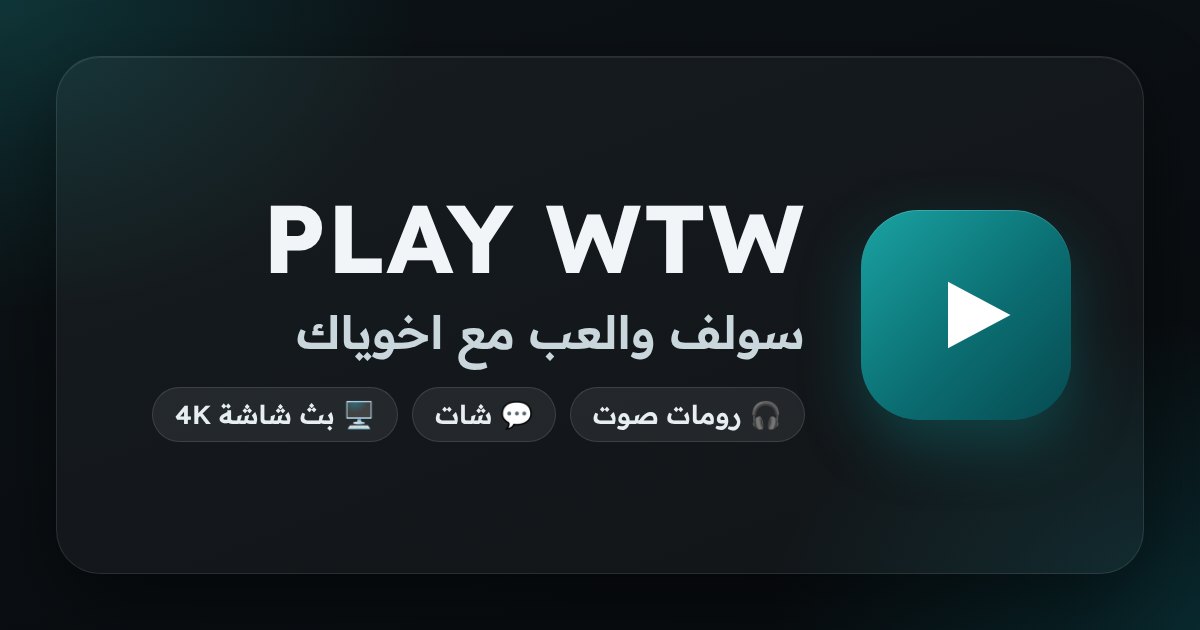 PLAY WTW
سولف والعب مع اخوياك
🎧 رومات صوت 💬 شات 🖥️ بث شاشة 4K